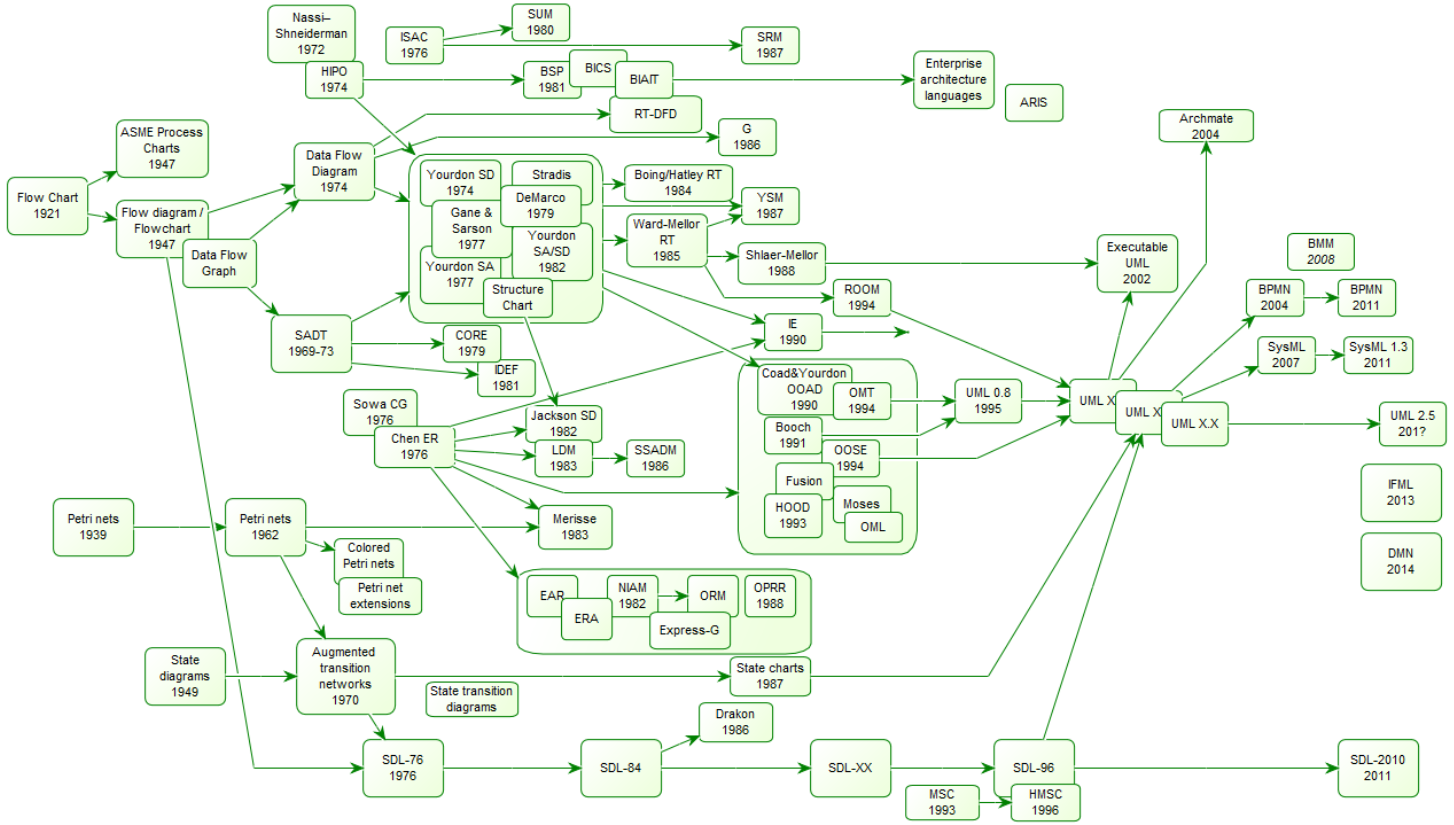 Nassi–
Shneiderman
1972
HIPO
1974
ISAC
1976
SUM
1980
SRM
1987
BSP
1981
BICS
BIAIT
Enterprise
architecture
languages
ARIS
RT-DFD
G
1986
Archmate
2004
ASME Process
Charts
1947
Flow Chart
1921
Flow diagram /
Flowchart
1947
Data Flow
Graph
Data Flow
Diagram
1974
SADT
1969-73
Yourdon SD
1974
Stradis
DeMarco
1979
Gane &
Sarson
1977
Yourdon
SA/SD
1982
Yourdon SA
1977
Structure
Chart
Boing/Hatley RT
1984
YSM
1987
Ward-Mellor
RT
1985
Shlaer-Mellor
1988
ROOM
1994
Executable
UML
2002
BMM
2008
BPMN
2004
BPMN
2011
SysML
2007
SysML 1.3
2011
CORE
1979
IDEF
1981
IE
1990
Coad&Yourdon
OOAD
1990
OMT
1994
Booch
1991
OOSE
1994
Fusion
HOOD
1993
Moses
OML
UML 0.8
1995
UML X
UML X
UML X.X
UML 2.5
201?
IFML
2013
DMN
2014
Sowa CG
1976
Chen ER
1976
Jackson SD
1982
LDM
1983
SSADM
1986
Merisse
1983
Petri nets
1939
Petri nets
1962
Colored
Petri nets
Petri net
extensions
EAR
ERA
NIAM
1982
ORM
OPRR
1988
Express-G
State
diagrams
1949
Augmented
transition
networks
1970
State transition
diagrams
State charts
1987
Drakon
1986
SDL-76
1976
SDL-84
SDL-XX
SDL-96
SDL-2010
2011
MSC
1993
HMSC
1996